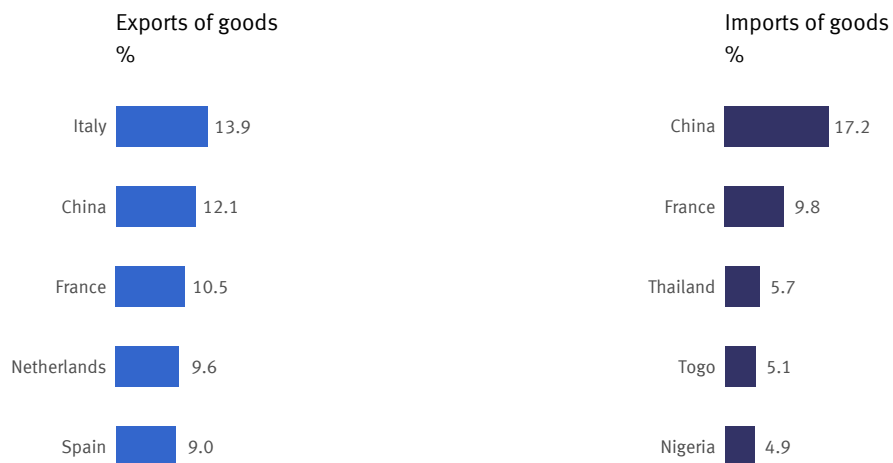 Exports of goods
%
Italy 13.9
China 12.1
France 10.5
Netherlands 9.6
Spain 9.0
Imports of goods
%
China 17.2
France 9.8
Thailand 5.7
Togo 5.1
Nigeria 4.9